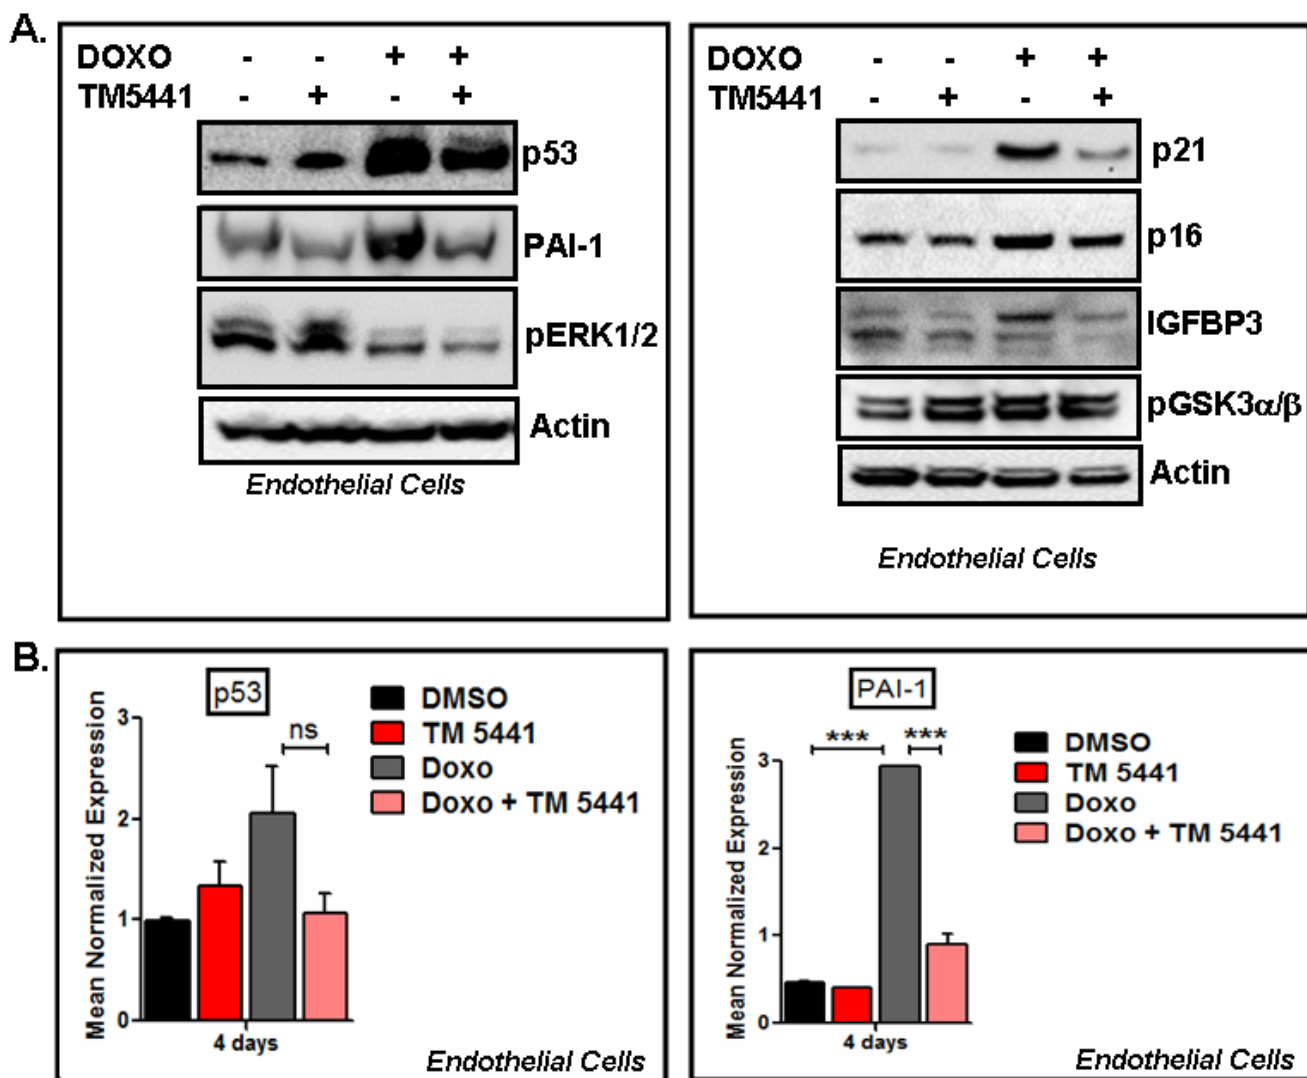 A.
DOXO - - + +
TM5441 - + - +
p53
PAI-1
pERK1/2
Actin
Endothelial Cells
DOXO - - + +
TM5441 - + - +
p21
p16
IGFBP3
pGSK3α/β
Actin
Endothelial Cells
B.
p53
Mean Normalized Expression
3
2
1
0
ns
DMSO
TM 5441
Doxo
Doxo + TM 5441
4 days
Endothelial Cells
PAI-1
Mean Normalized Expression
3
2
1
0
*** ***
DMSO
TM 5441
Doxo
Doxo + TM 5441
4 days
Endothelial Cells